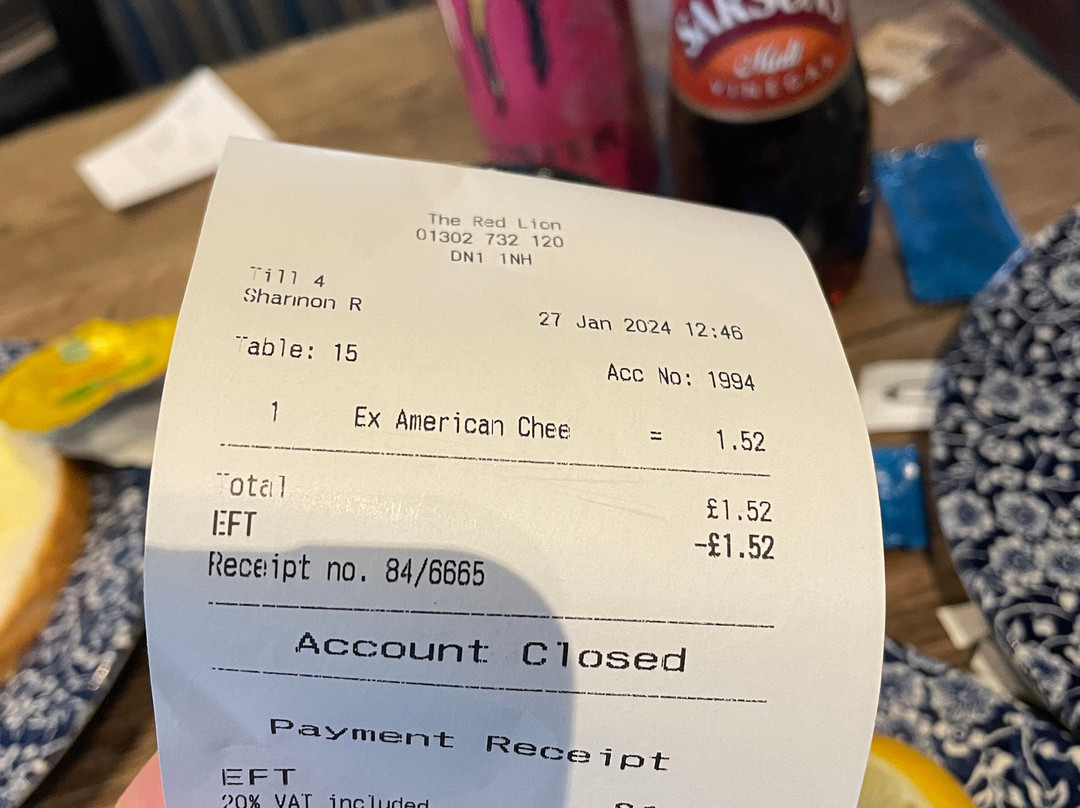 SARSON'S
Malt
VINEGAR
The Red Lion
01302 732 120
DN1 1NH
Till 4
Shannon R
27 Jan 2024 12:46
Table: 15
Acc No: 1994
1 Ex American Chee = 1.52
Total £1.52
EFT -£1.52
Receipt no. 84/6665
Account Closed
Payment Receipt
EFT
20% VAT included